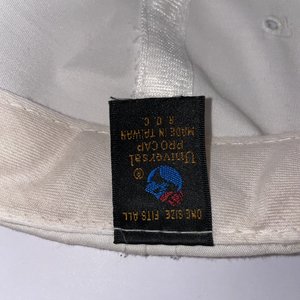 ONE SIZE FITS ALL
©
Universal
PRO CAP
MADE IN TAIWAN
R. O. C.